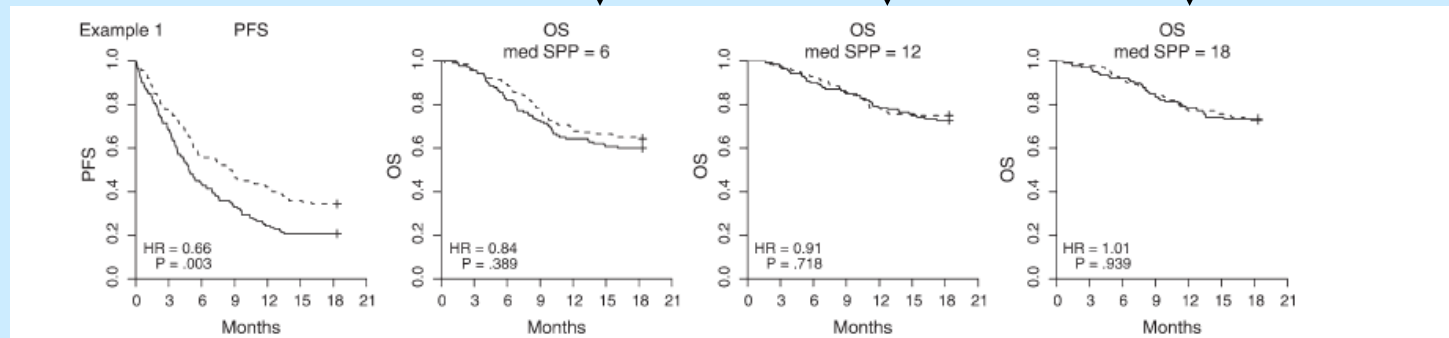 Example 1
PFS
PFS
1.0
0.8
0.6
0.4
0.2
0.0
HR = 0.66
P = .003
0 3 6 9 12 15 18 21
Months
OS
med SPP = 6
OS
1.0
0.8
0.6
0.4
0.2
0.0
HR = 0.84
P = .389
0 3 6 9 12 15 18 21
Months
OS
med SPP = 12
OS
1.0
0.8
0.6
0.4
0.2
0.0
HR = 0.91
P = .718
0 3 6 9 12 15 18 21
Months
OS
med SPP = 18
OS
1.0
0.8
0.6
0.4
0.2
0.0
HR = 1.01
P = .939
0 3 6 9 12 15 18 21
Months